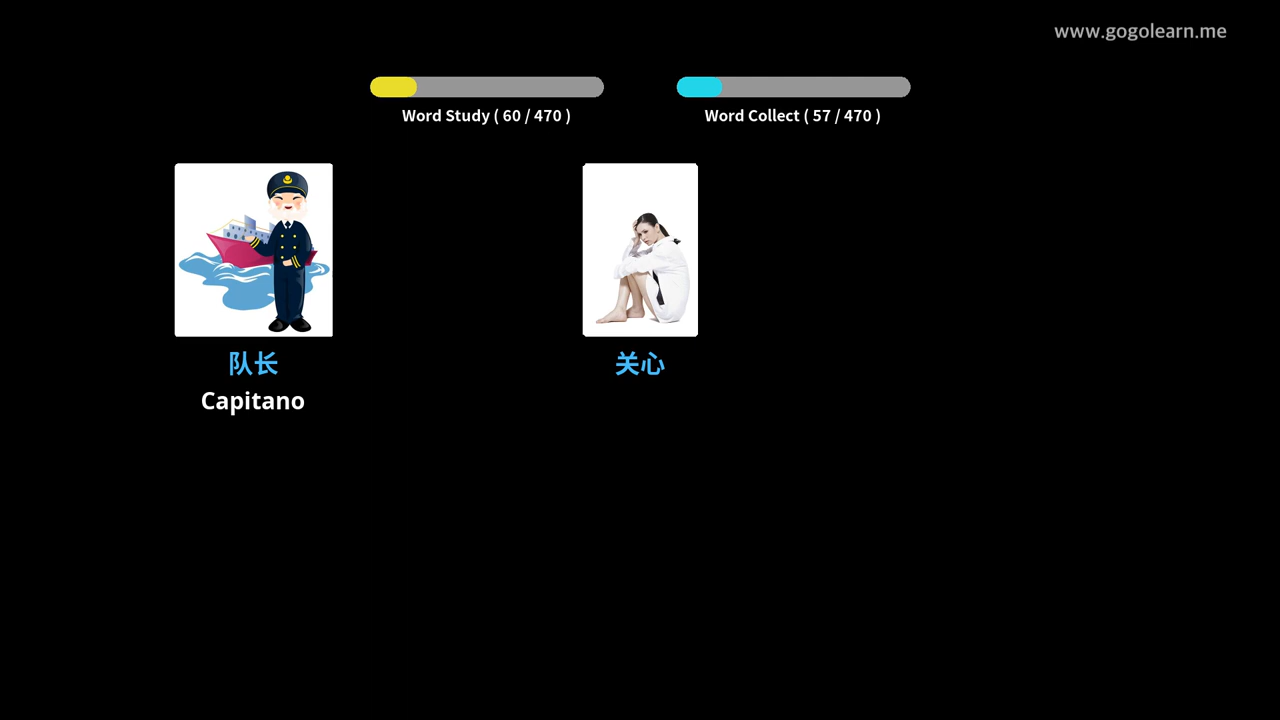 www.gogolearn.me
Word Study ( 60 / 470 )
Word Collect ( 57 / 470 )
队长
Capitano
关心